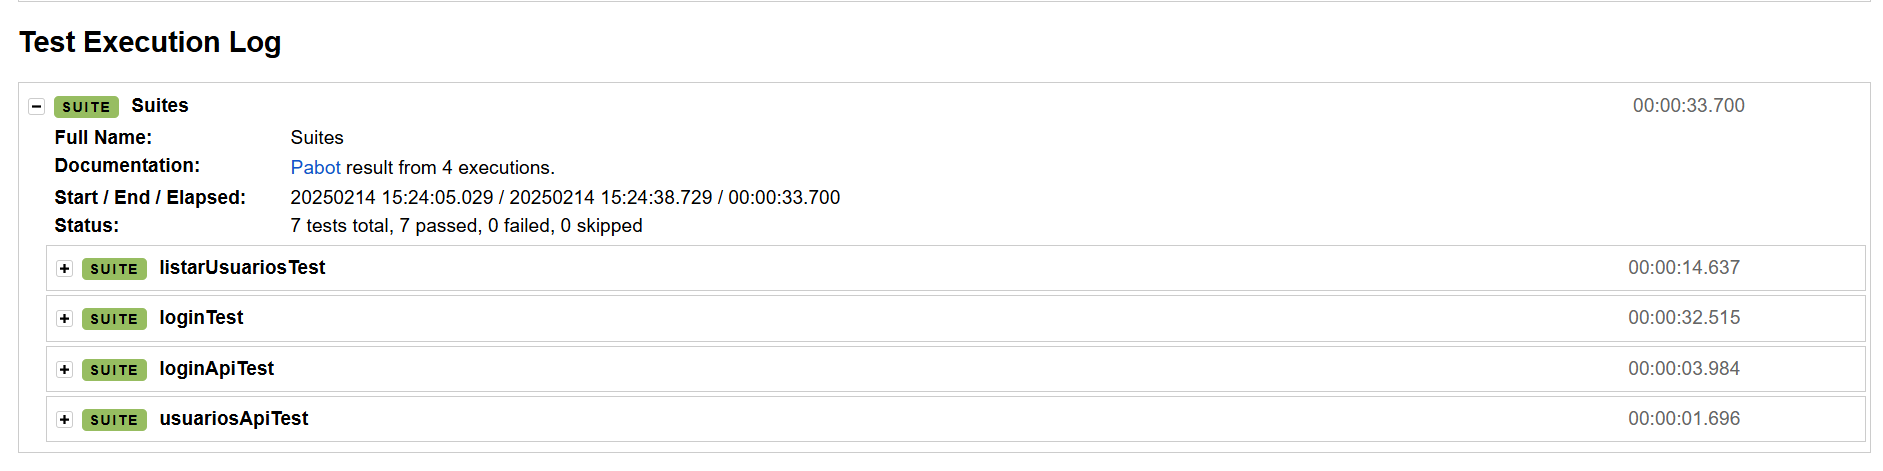 Test Execution Log
SUITE Suites 00:00:33.700
Full Name: Suites
Documentation: Pabot result from 4 executions.
Start / End / Elapsed: 20250214 15:24:05.029 / 20250214 15:24:38.729 / 00:00:33.700
Status: 7 tests total, 7 passed, 0 failed, 0 skipped
SUITE listarUsuariosTest 00:00:14.637
SUITE loginTest 00:00:32.515
SUITE loginApiTest 00:00:03.984
SUITE usuariosApiTest 00:00:01.696